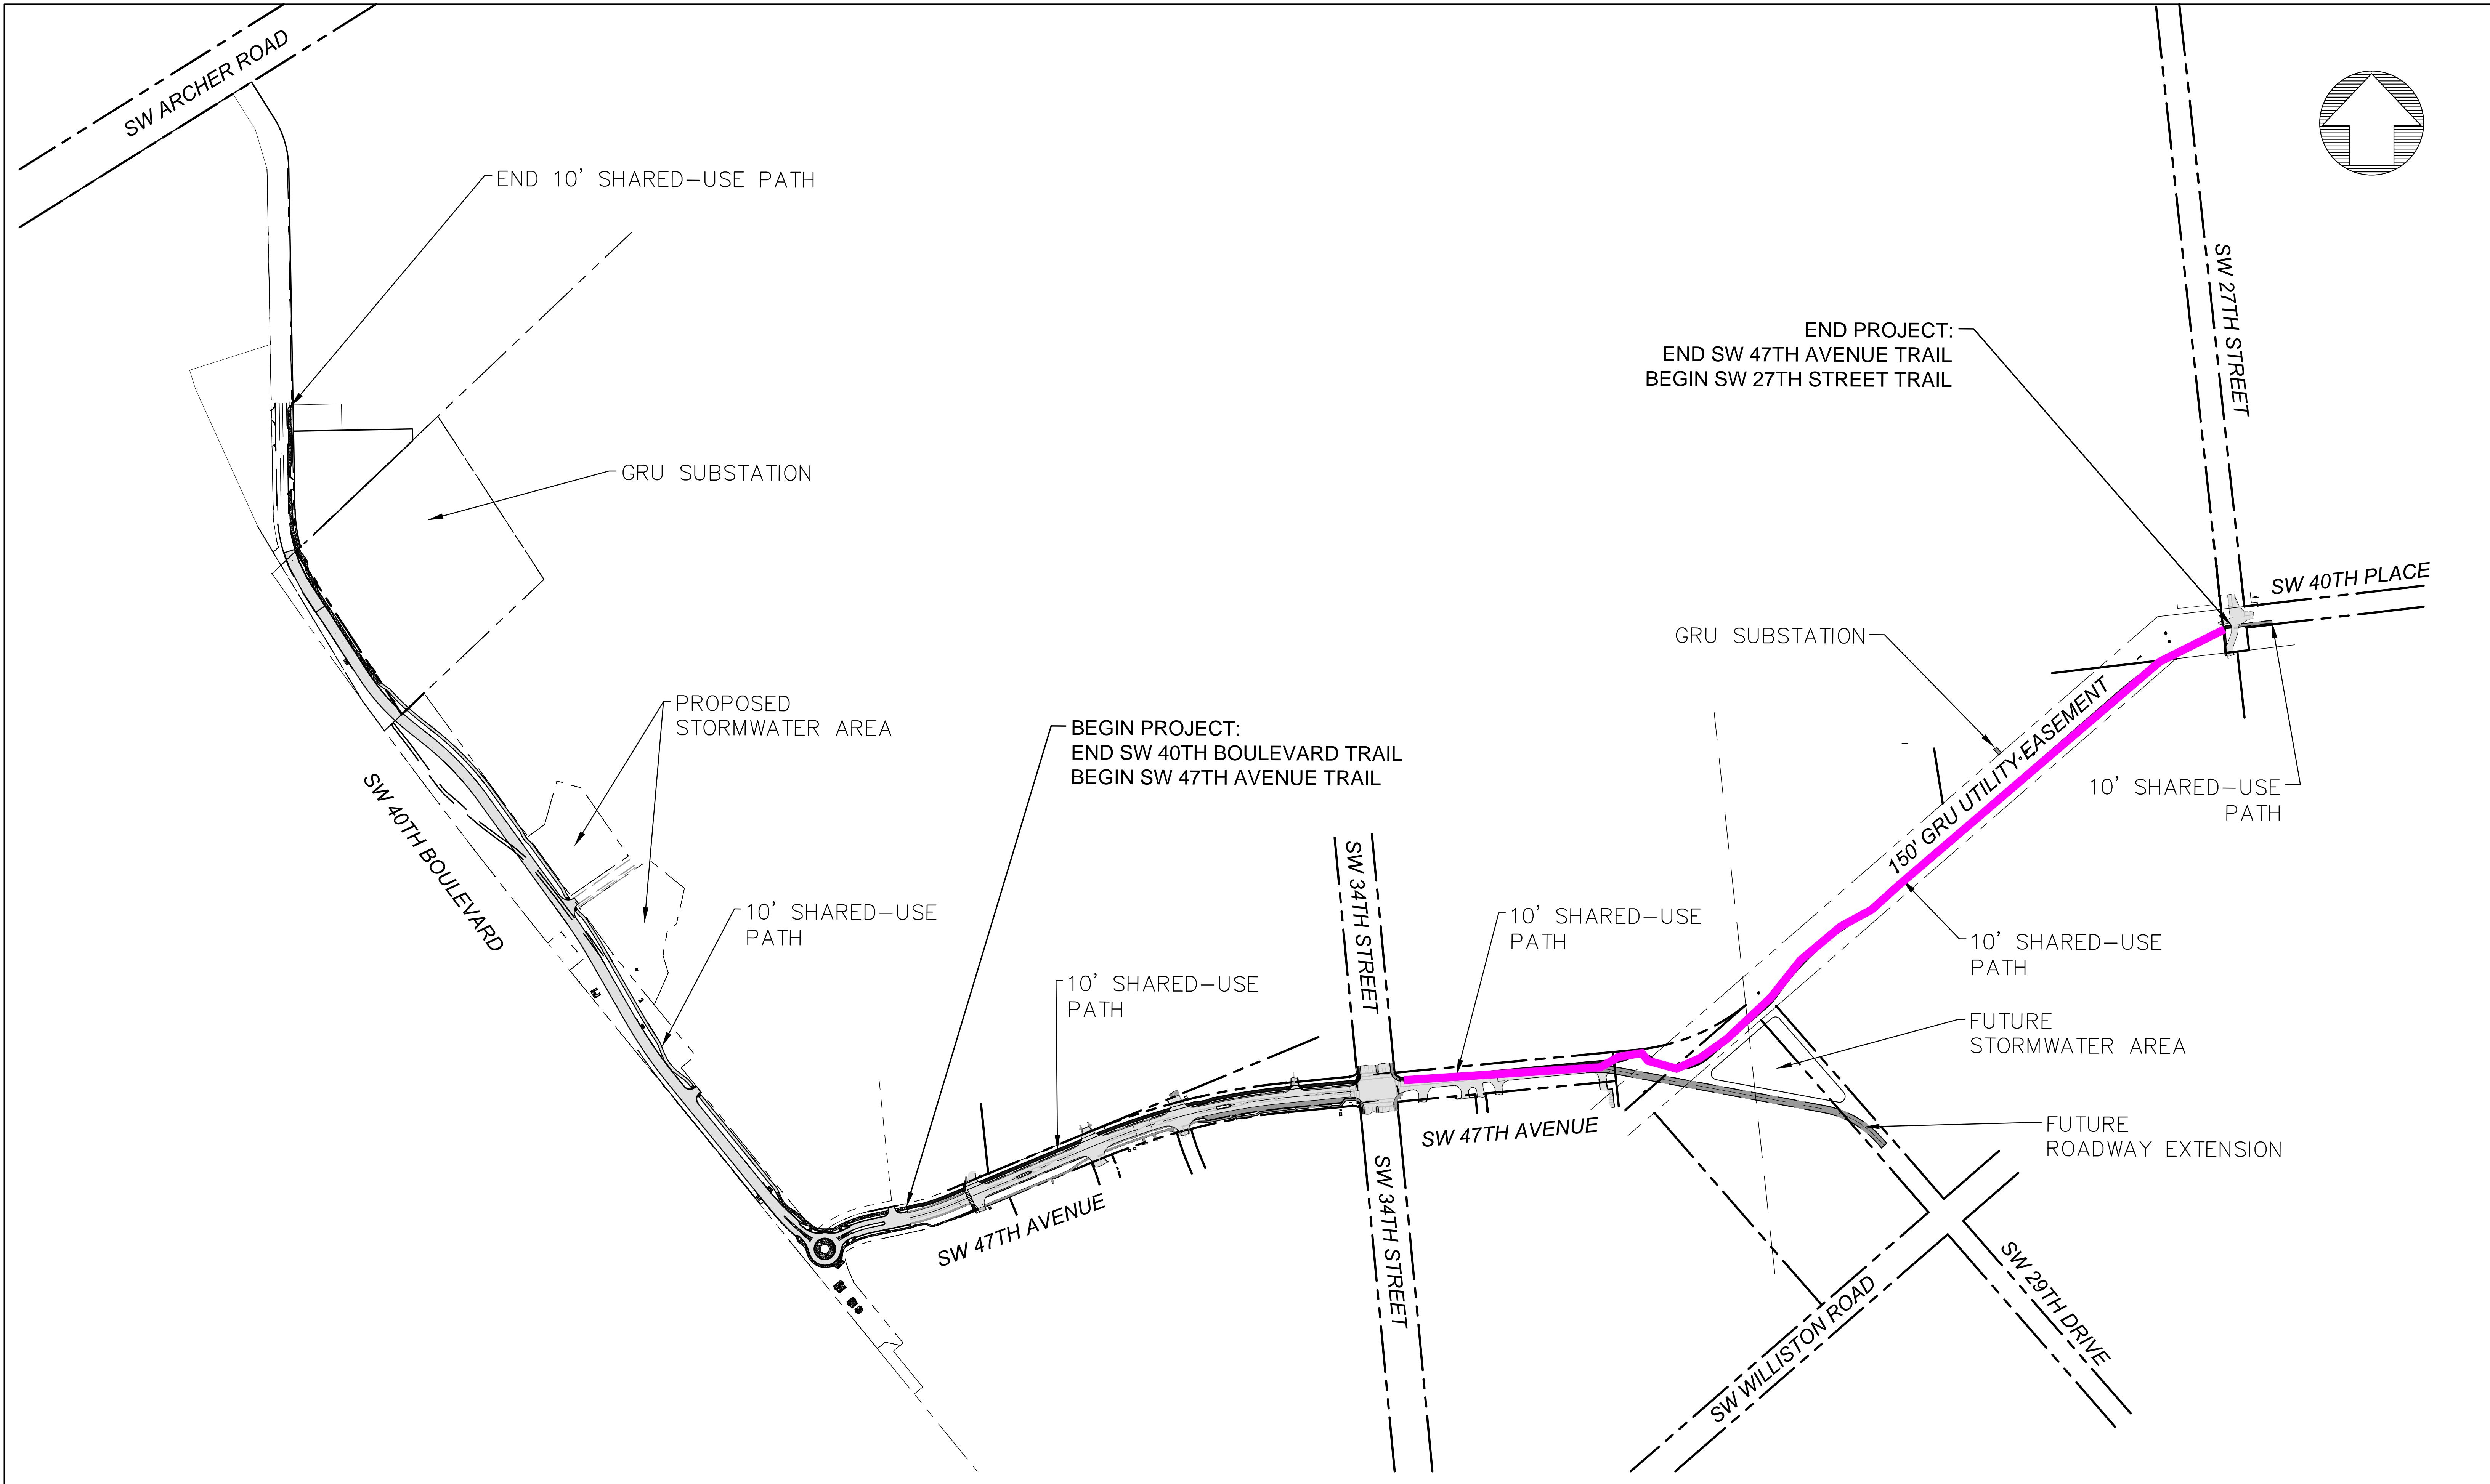 SW ARCHER ROAD
END 10' SHARED-USE PATH
GRU SUBSTATION
SW 27TH STREET
END PROJECT:
END SW 47TH AVENUE TRAIL
BEGIN SW 27TH STREET TRAIL
SW 40TH PLACE
GRU SUBSTATION
PROPOSED
STORMWATER AREA
BEGIN PROJECT:
END SW 40TH BOULEVARD TRAIL
BEGIN SW 47TH AVENUE TRAIL
150' GRU UTILITY EASEMENT
10' SHARED-USE
PATH
SW 40TH BOULEVARD
10' SHARED-USE
PATH
10' SHARED-USE
PATH
SW 34TH STREET
10' SHARED-USE
PATH
10' SHARED-USE
PATH
FUTURE
STORMWATER AREA
FUTURE
ROADWAY EXTENSION
SW 47TH AVENUE
SW 47TH AVENUE
SW 34TH STREET
SW WILLISTON ROAD
SW 29TH DRIVE